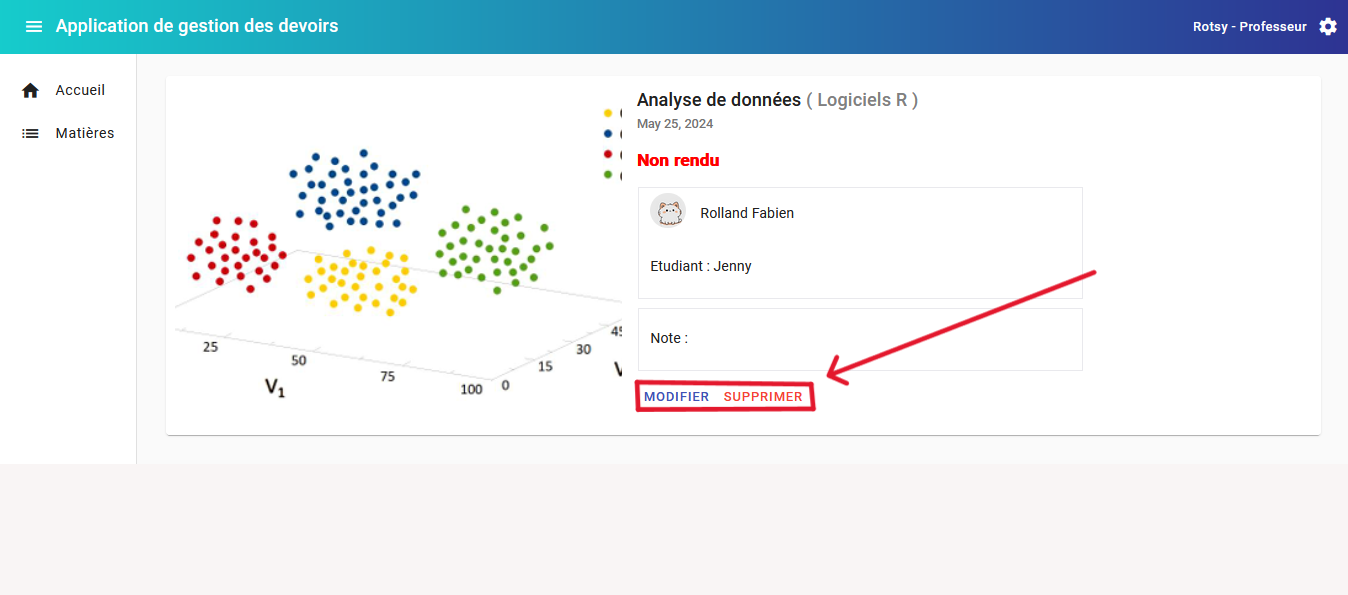 Application de gestion des devoirs
Rotsy - Professeur
Accueil
Matières
Analyse de données ( Logiciels R )
May 25, 2024
Non rendu
Rolland Fabien
Etudiant : Jenny
Note :
MODIFIER SUPPRIMER
25
50
75
100
0
15
30
45
V1
V